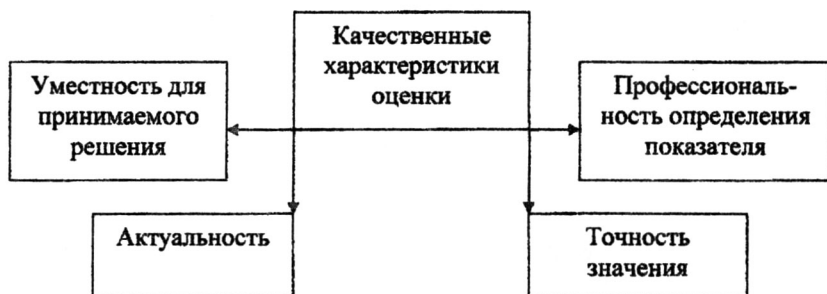 Качественные
характеристики
оценки
Уместность для
принимаемого
решения
Профессиональ-
ность определения
показателя
Актуальность
Точность
значения